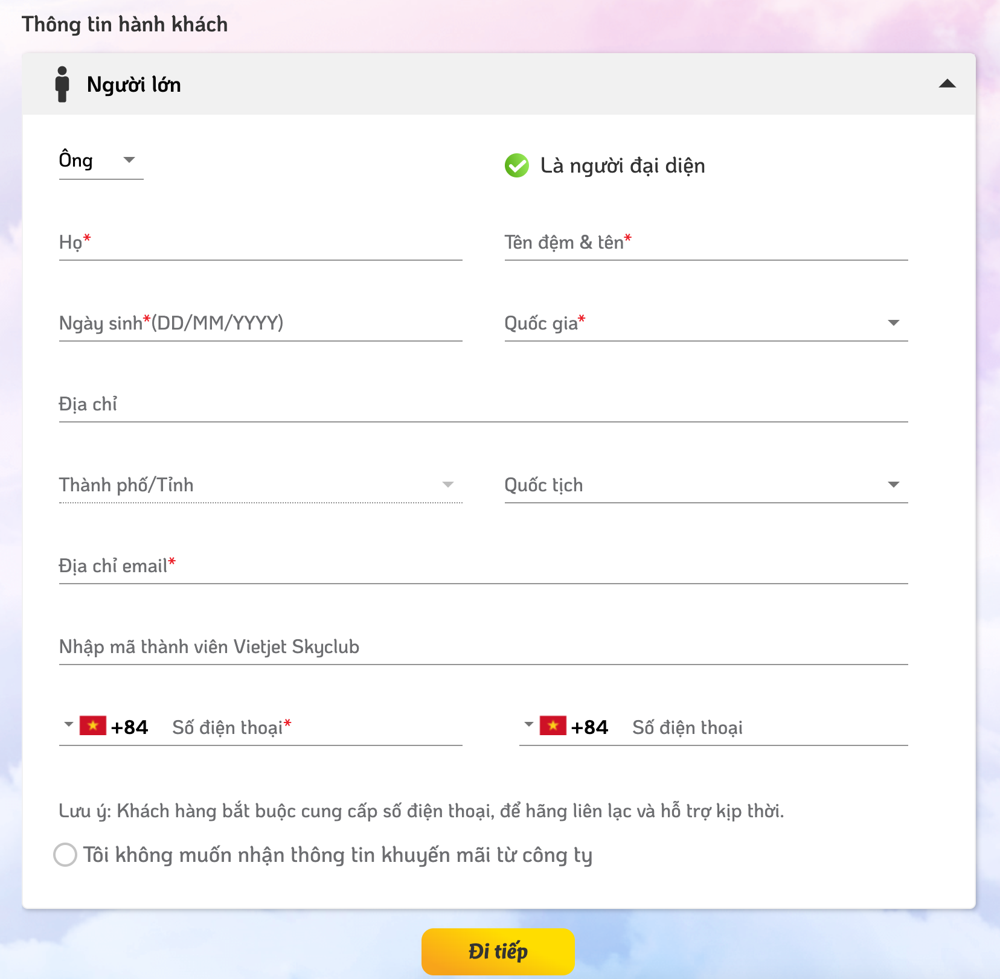 Thông tin hành khách
Người lớn
Ông
Là người đại diện
Họ*
Tên đệm & tên*
Ngày sinh*(DD/MM/YYYY)
Quốc gia*
Địa chỉ
Thành phố/Tỉnh
Quốc tịch
Địa chỉ email*
Nhập mã thành viên Vietjet Skyclub
+84 Số điện thoại*
+84 Số điện thoại
Lưu ý: Khách hàng bắt buộc cung cấp số điện thoại, để hãng liên lạc và hỗ trợ kịp thời.
Tôi không muốn nhận thông tin khuyến mãi từ công ty
Đi tiếp